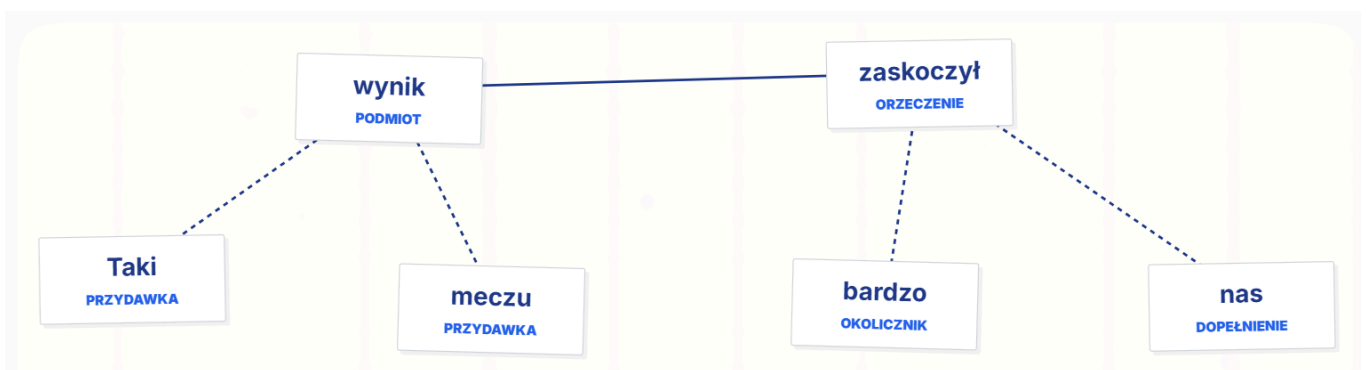 wynik
PODMIOT
zaskoczył
ORZECZENIE
Taki
PRZYDAWKA
meczu
PRZYDAWKA
bardzo
OKOLICZNIK
nas
DOPEŁNIENIE